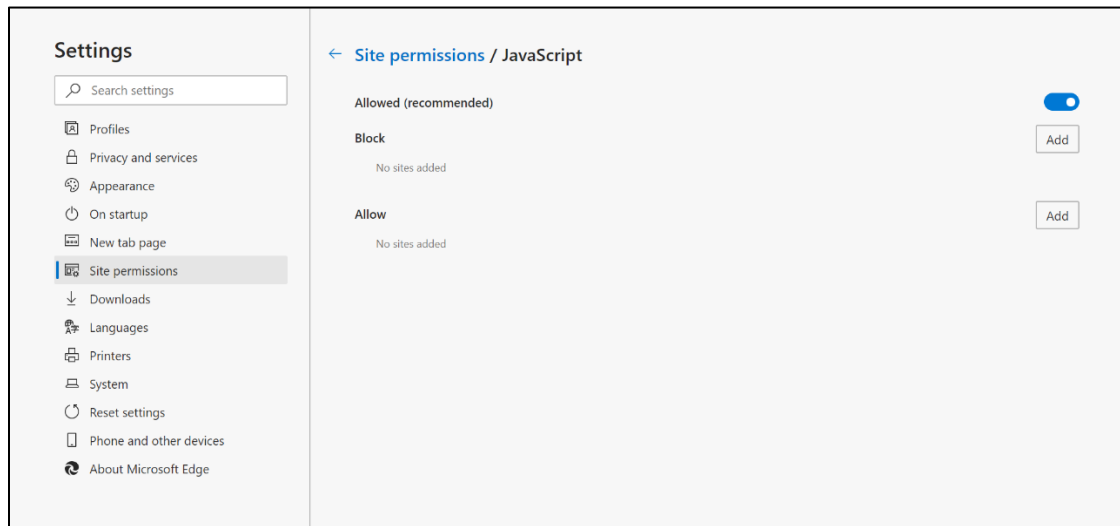 Settings
Search settings
Profiles
Privacy and services
Appearance
On startup
New tab page
Site permissions
Downloads
Languages
Printers
System
Reset settings
Phone and other devices
About Microsoft Edge
← Site permissions / JavaScript
Allowed (recommended)
Block
Add
No sites added
Allow
Add
No sites added